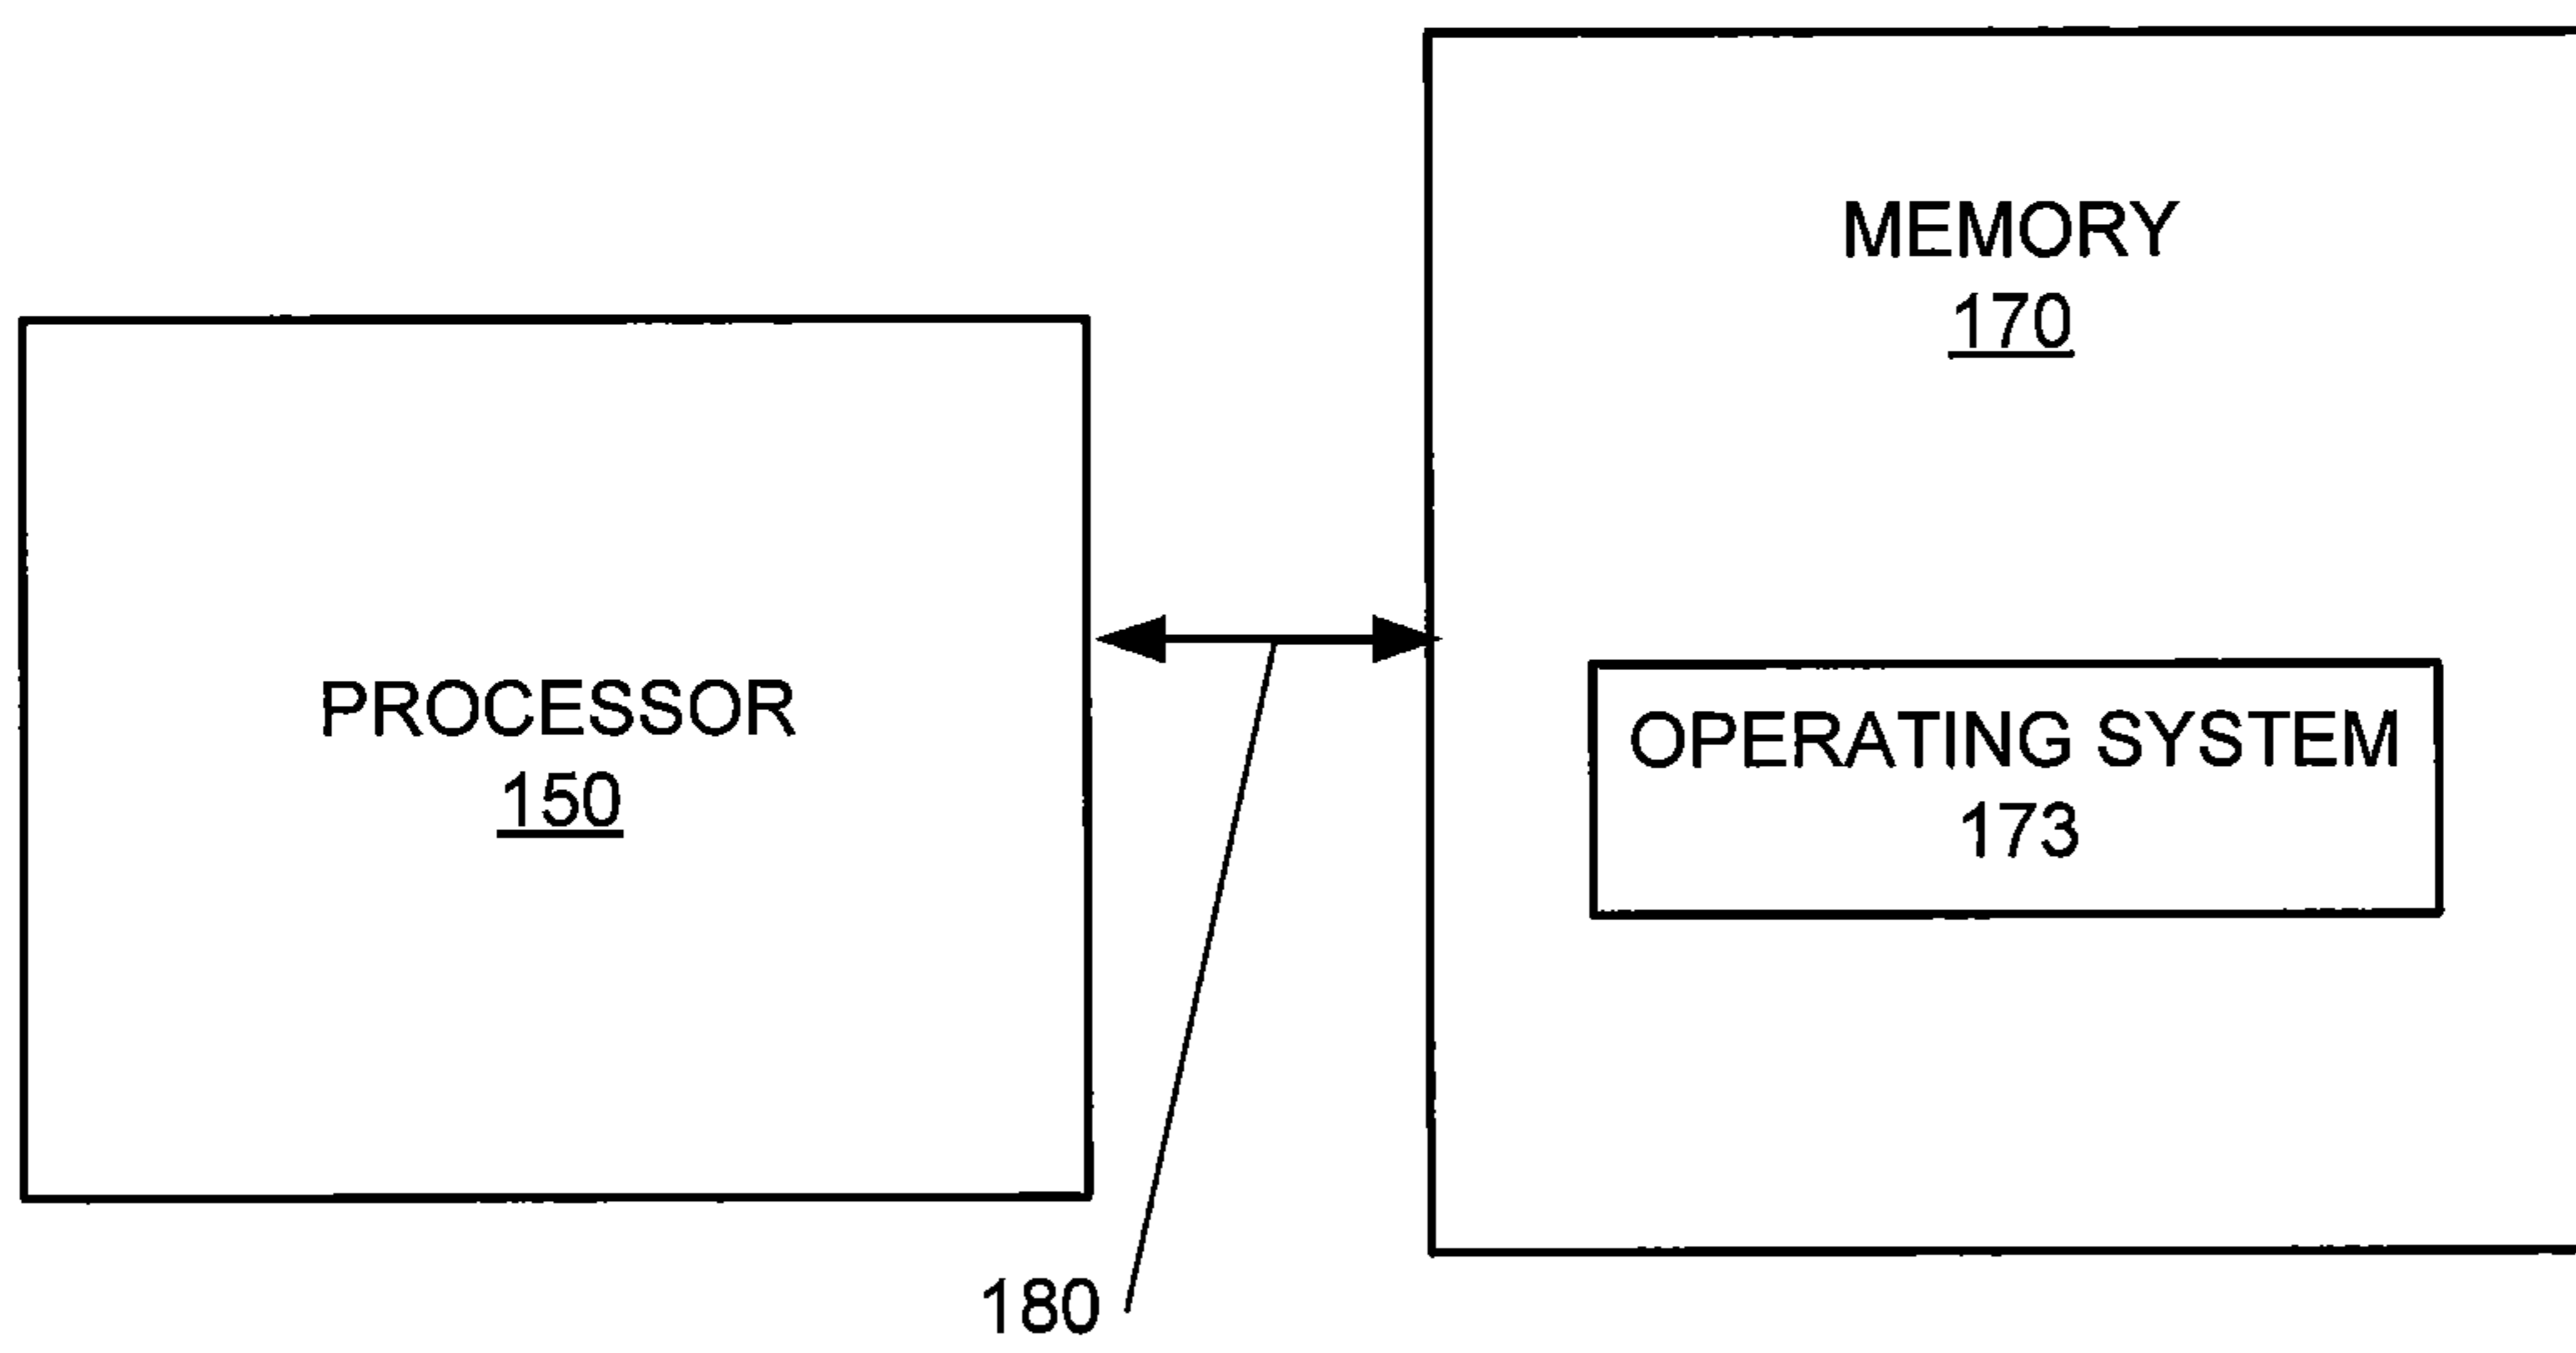 MEMORY
170
PROCESSOR
150
OPERATING SYSTEM
173
180